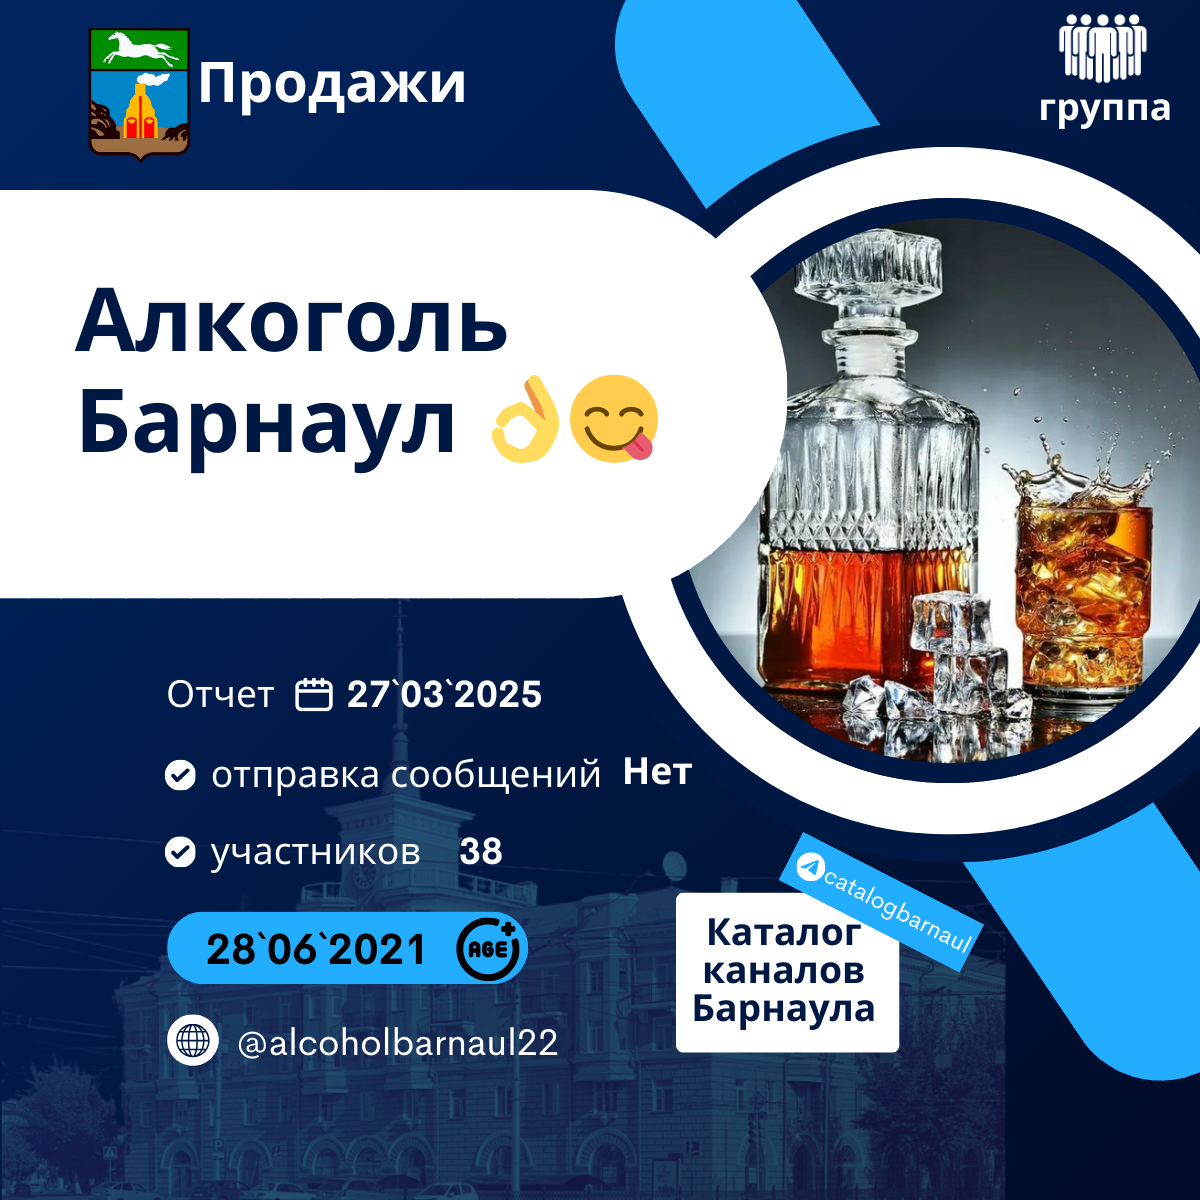 Продажи
группа
Алкоголь
Барнаул 👌😋
Отчет 27`03`2025
отправка сообщений Нет
участников 38
28`06`2021 AGE+
@alcoholbarnaul22
catalogbarnaul
Каталог
каналов
Барнаула